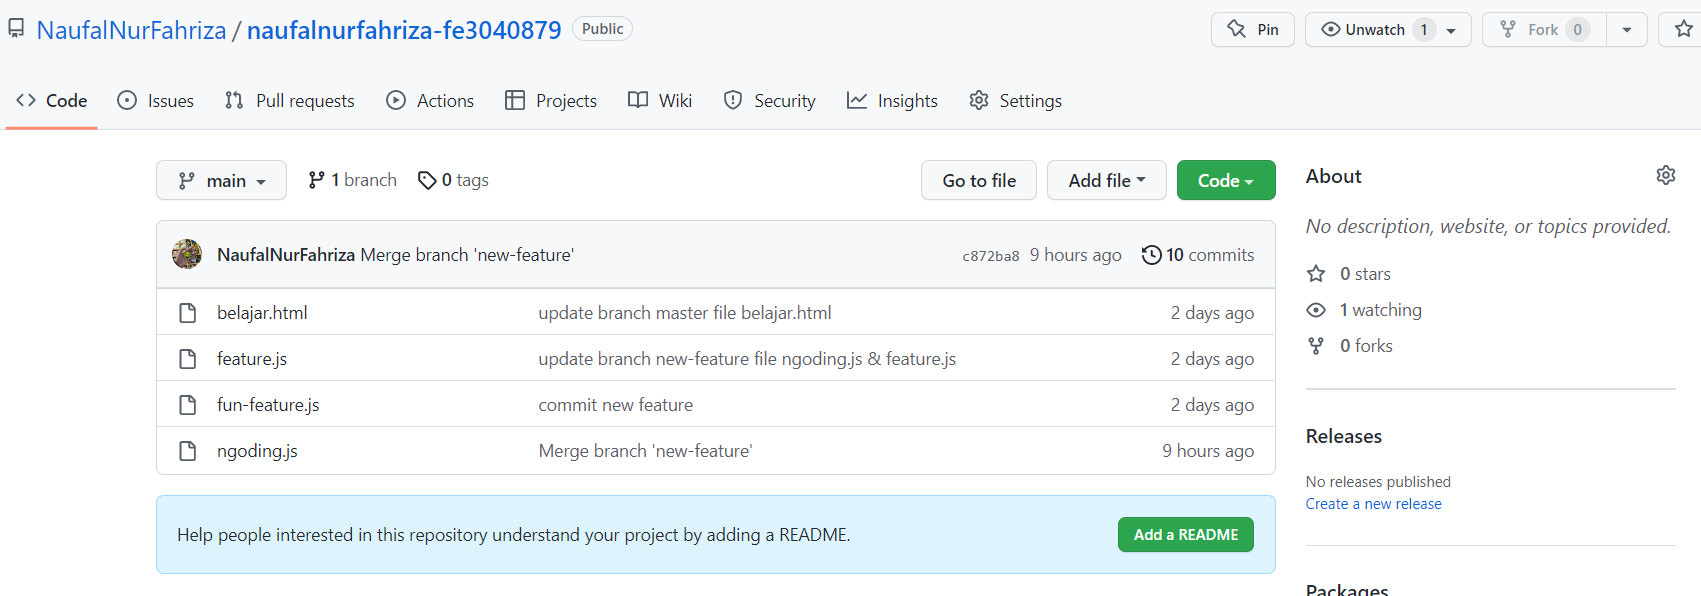 NaufalNurFahriza / naufalnurfahriza-fe3040879 Public
Pin Unwatch 1 Fork 0
Code Issues Pull requests Actions Projects Wiki Security Insights Settings
main 1 branch 0 tags Go to file Add file Code
NaufalNurFahriza Merge branch 'new-feature' c872ba8 9 hours ago 10 commits
belajar.html update branch master file belajar.html 2 days ago
feature.js update branch new-feature file ngoding.js & feature.js 2 days ago
fun-feature.js commit new feature 2 days ago
ngoding.js Merge branch 'new-feature' 9 hours ago
Help people interested in this repository understand your project by adding a README. Add a README
About
No description, website, or topics provided.
0 stars
1 watching
0 forks
Releases
No releases published
Create a new release
Packages